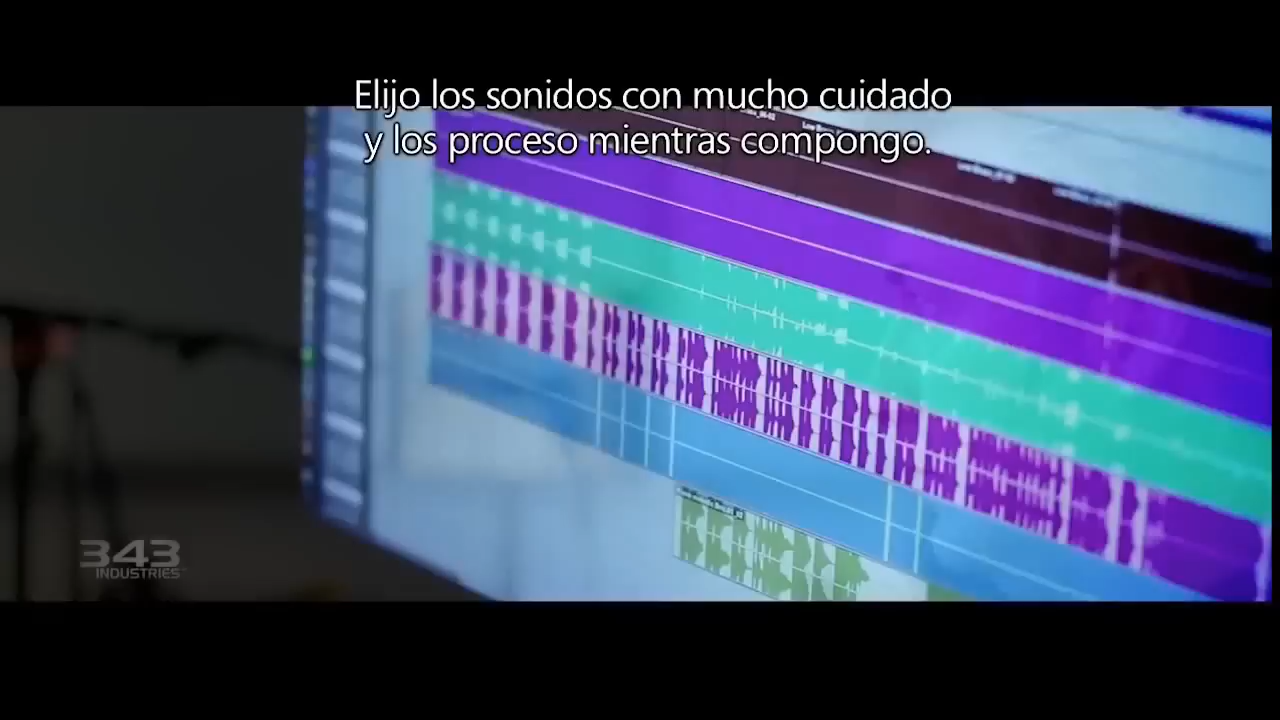 Elijo los sonidos con mucho cuidado
y los proceso mientras compongo.
343
INDUSTRIES